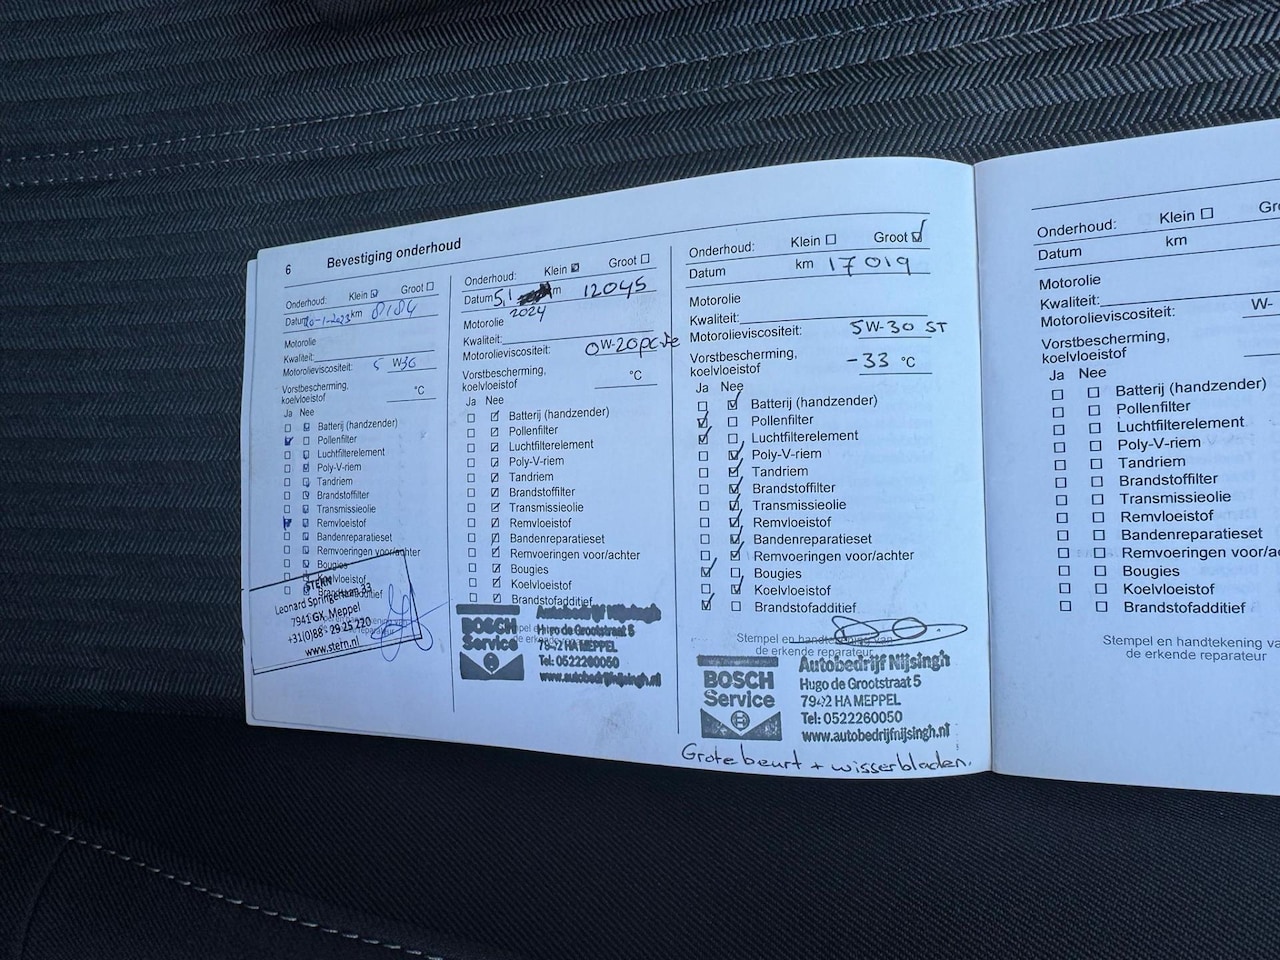 6 Bevestiging onderhoud
Onderhoud: Klein Groot
Datum 10-1-2023 km 8184
Motorolie
Kwaliteit:
Motorolieviscositeit: 5 W30
Vorstbescherming,
koelvloeistof °C
Ja Nee
Batterij (handzender)
Pollenfilter
Luchtfilterelement
Poly-V-riem
Tandriem
Brandstoffilter
Transmissieolie
Remvloeistof
Bandenreparatieset
Remvoeringen voor/achter
Bougies
Koelvloeistof
Brandstofadditief
STERN
Leonard Springerlaan 33
7941 GX Meppel
+31(0)88 - 29 25 220
www.stern.nl
Onderhoud: Klein Groot
Datum 5,1 2024 km 12045
Motorolie
Kwaliteit:
Motorolieviscositeit: 0W-20
Vorstbescherming,
koelvloeistof °C
Ja Nee
Batterij (handzender)
Pollenfilter
Luchtfilterelement
Poly-V-riem
Tandriem
Brandstoffilter
Transmissieolie
Remvloeistof
Bandenreparatieset
Remvoeringen voor/achter
Bougies
Koelvloeistof
Brandstofadditief
BOSCH
Service
Autobedrijf Nijsingh
Hugo de Grootstraat 5
7942 HA MEPPEL
Tel: 0522260050
www.autobedrijfnijsingh.nl
Onderhoud: Klein Groot
Datum km 17019
Motorolie
Kwaliteit:
Motorolieviscositeit: 5W-30 ST
Vorstbescherming,
koelvloeistof -33 °C
Ja Nee
Batterij (handzender)
Pollenfilter
Luchtfilterelement
Poly-V-riem
Tandriem
Brandstoffilter
Transmissieolie
Remvloeistof
Bandenreparatieset
Remvoeringen voor/achter
Bougies
Koelvloeistof
Brandstofadditief
Stempel en handtekening van
de erkende reparateur
BOSCH
Service
Autobedrijf Nijsingh
Hugo de Grootstraat 5
7942 HA MEPPEL
Tel: 0522260050
www.autobedrijfnijsingh.nl
Grote beurt + wisserbladen.
Onderhoud: Klein Gr
Datum km
Motorolie
Kwaliteit:
Motorolieviscositeit: W-
Vorstbescherming,
koelvloeistof
Ja Nee
Batterij (handzender)
Pollenfilter
Luchtfilterelement
Poly-V-riem
Tandriem
Brandstoffilter
Transmissieolie
Remvloeistof
Bandenreparatieset
Remvoeringen voor/a
Bougies
Koelvloeistof
Brandstofadditief
Stempel en handtekening va
de erkende reparateur